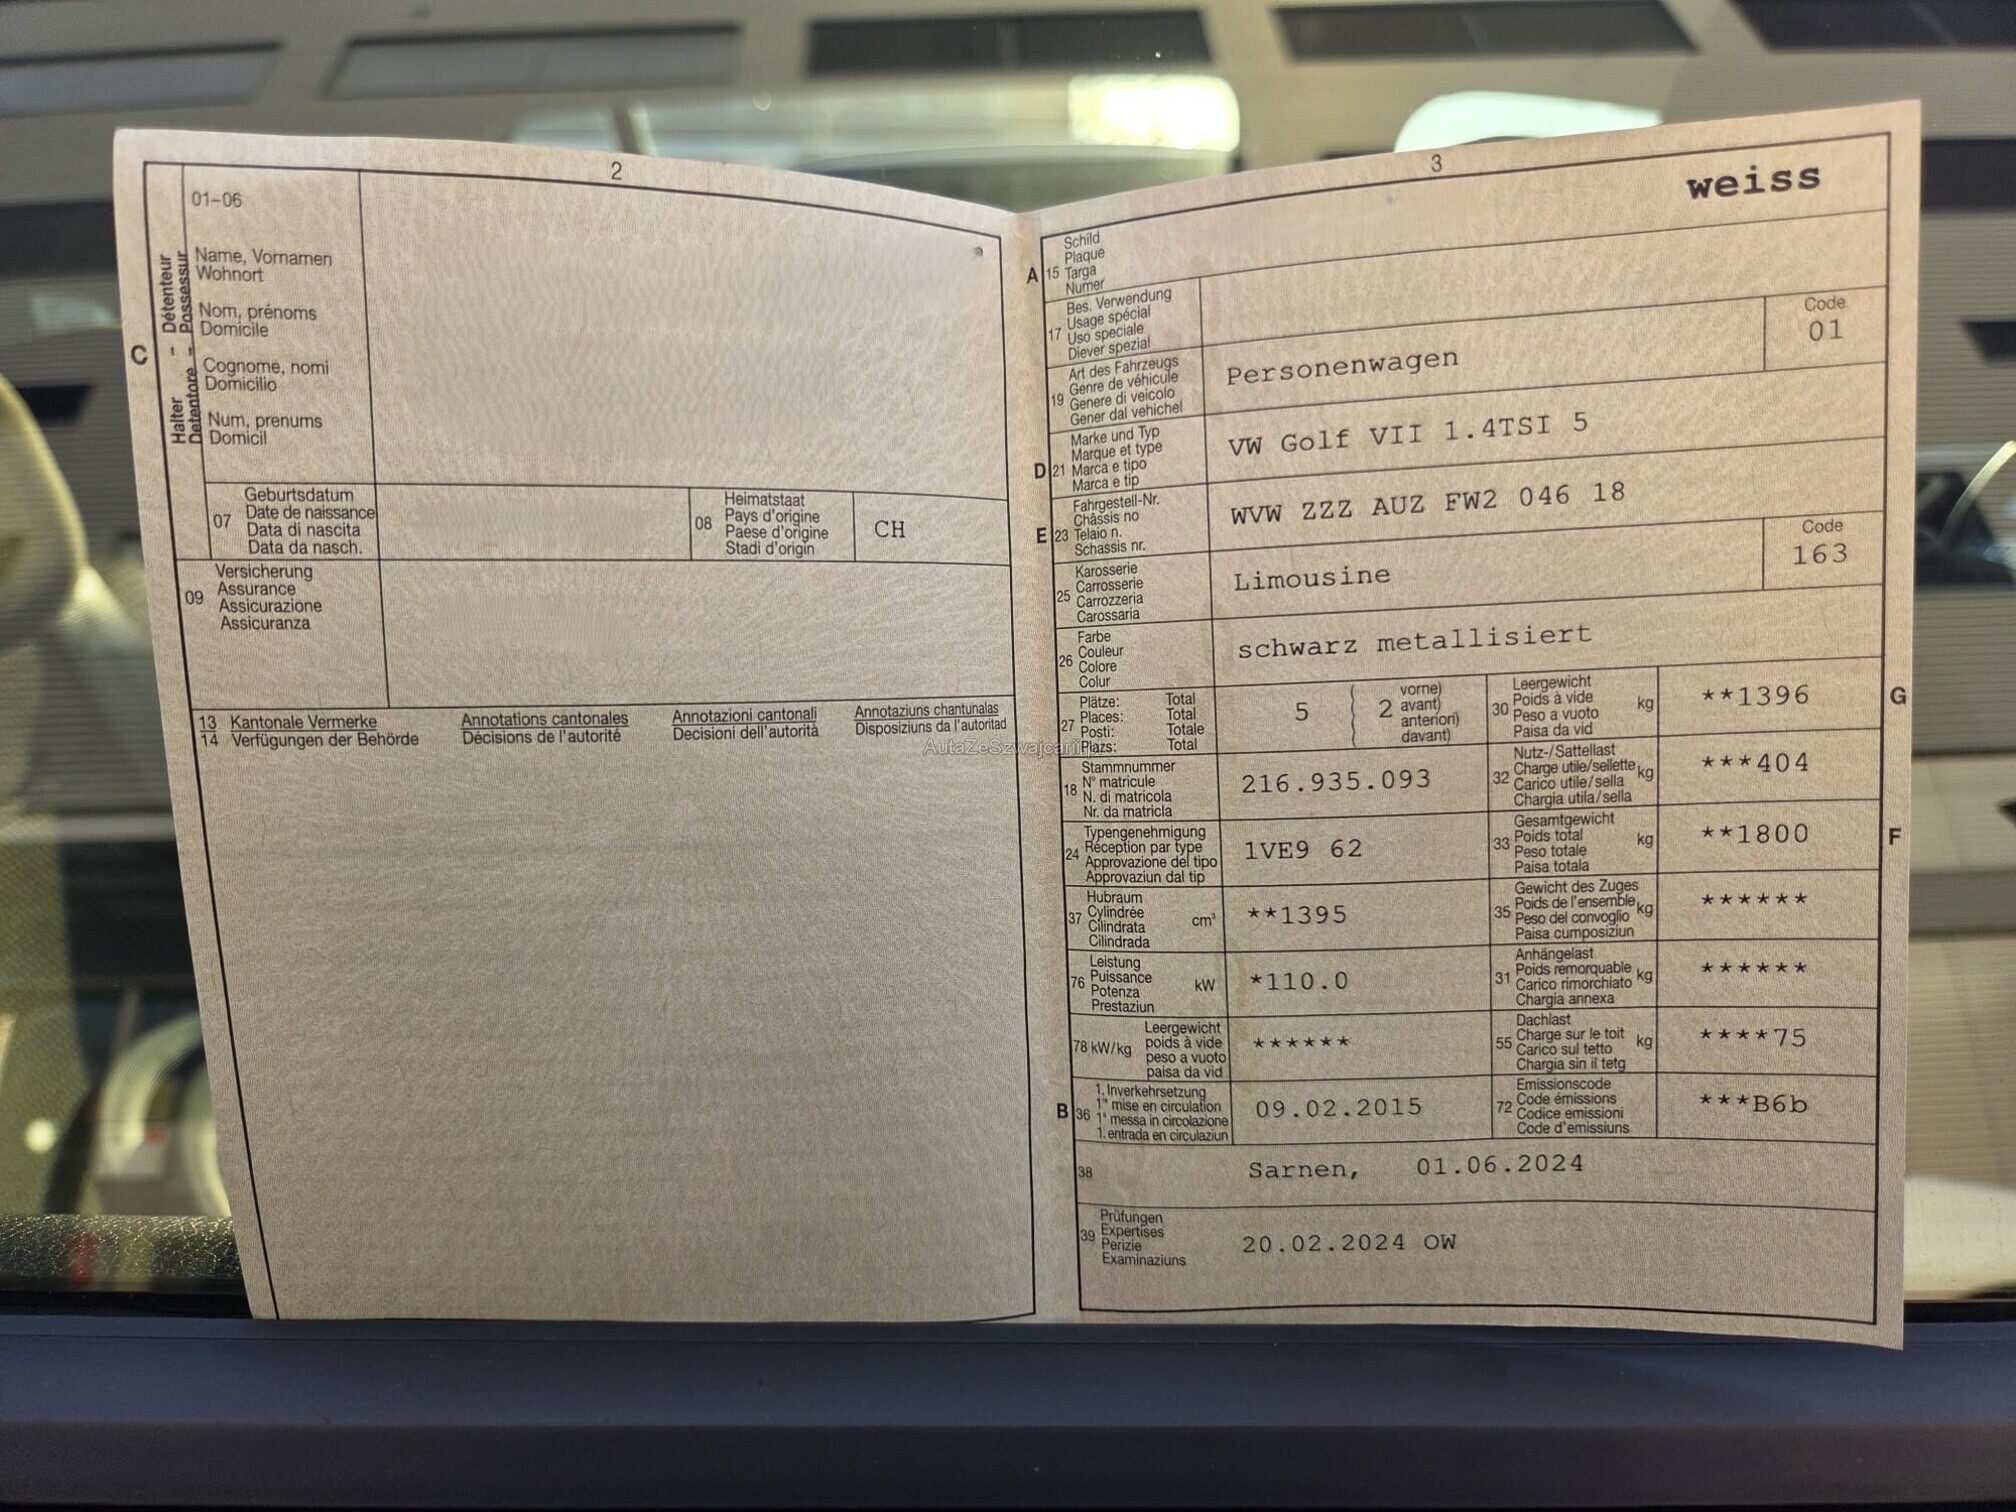 2
01–06
C
Halter - Détenteur
Detentore - Possessur
Name, Vornamen
Wohnort
Nom, prénoms
Domicile
Cognome, nomi
Domicilio
Num, prenums
Domicil
07
Geburtsdatum
Date de naissance
Data di nascita
Data da nasch.
08
Heimatstaat
Pays d'origine
Paese d'origine
Stadi d'origin
CH
09
Versicherung
Assurance
Assicurazione
Assicuranza
13
14
Kantonale Vermerke
Verfügungen der Behörde
Annotations cantonales
Décisions de l'autorité
Annotazioni cantonali
Decisioni dell'autorità
Annotaziuns chantunalas
Disposiziuns da l'autoritad
3
weiss
A 15
Schild
Plaque
Targa
Numer
17
Bes. Verwendung
Usage spécial
Uso speciale
Diever spezial
19
Art des Fahrzeugs
Genre de véhicule
Genere di veicolo
Gener dal vehichel
Personenwagen
Code
01
D 21
Marke und Typ
Marque et type
Marca e tipo
Marca e tip
VW Golf VII 1.4TSI 5
E 23
Fahrgestell-Nr.
Châssis no
Telaio n.
Schassis nr.
WVW ZZZ AUZ FW2 046 18
25
Karosserie
Carrosserie
Carrozzeria
Carossaria
Limousine
Code
163
26
Farbe
Couleur
Colore
Colur
schwarz metallisiert
27
Plätze: Total
Places: Total
Posti: Totale
Plazs: Total
5
2
vorne)
avant)
anteriori)
davant)
30
Leergewicht
Poids à vide kg
Peso a vuoto
Paisa da vid
**1396
G
18
Stammnummer
N° matricule
N. di matricola
Nr. da matricla
216.935.093
32
Nutz-/Sattellast
Charge utile/sellette kg
Carico utile/sella
Chargia utila/sella
***404
24
Typengenehmigung
Réception par type
Approvazione del tipo
Approvaziun dal tip
1VE9 62
33
Gesamtgewicht
Poids total kg
Peso totale
Paisa totala
**1800
F
37
Hubraum
Cylindrée cm³
Cilindrata
Cilindrada
**1395
35
Gewicht des Zuges
Poids de l'ensemble kg
Peso del convoglio
Paisa cumposiziun
******
76
Leistung
Puissance kW
Potenza
Prestaziun
*110.0
31
Anhängelast
Poids remorquable kg
Carico rimorchiato
Chargia annexa
******
78 kW/kg
Leergewicht
poids à vide
peso a vuoto
paisa da vid
******
55
Dachlast
Charge sur le toit kg
Carico sul tetto
Chargia sin il tetg
****75
B 36
1. Inverkehrsetzung
1re mise en circulation
1a messa in circolazione
1. entrada en circulaziun
09.02.2015
72
Emissionscode
Code émissions
Codice emissioni
Code d'emissiuns
***B6b
38
Sarnen, 01.06.2024
39
Prüfungen
Expertises
Perizie
Examinaziuns
20.02.2024 OW